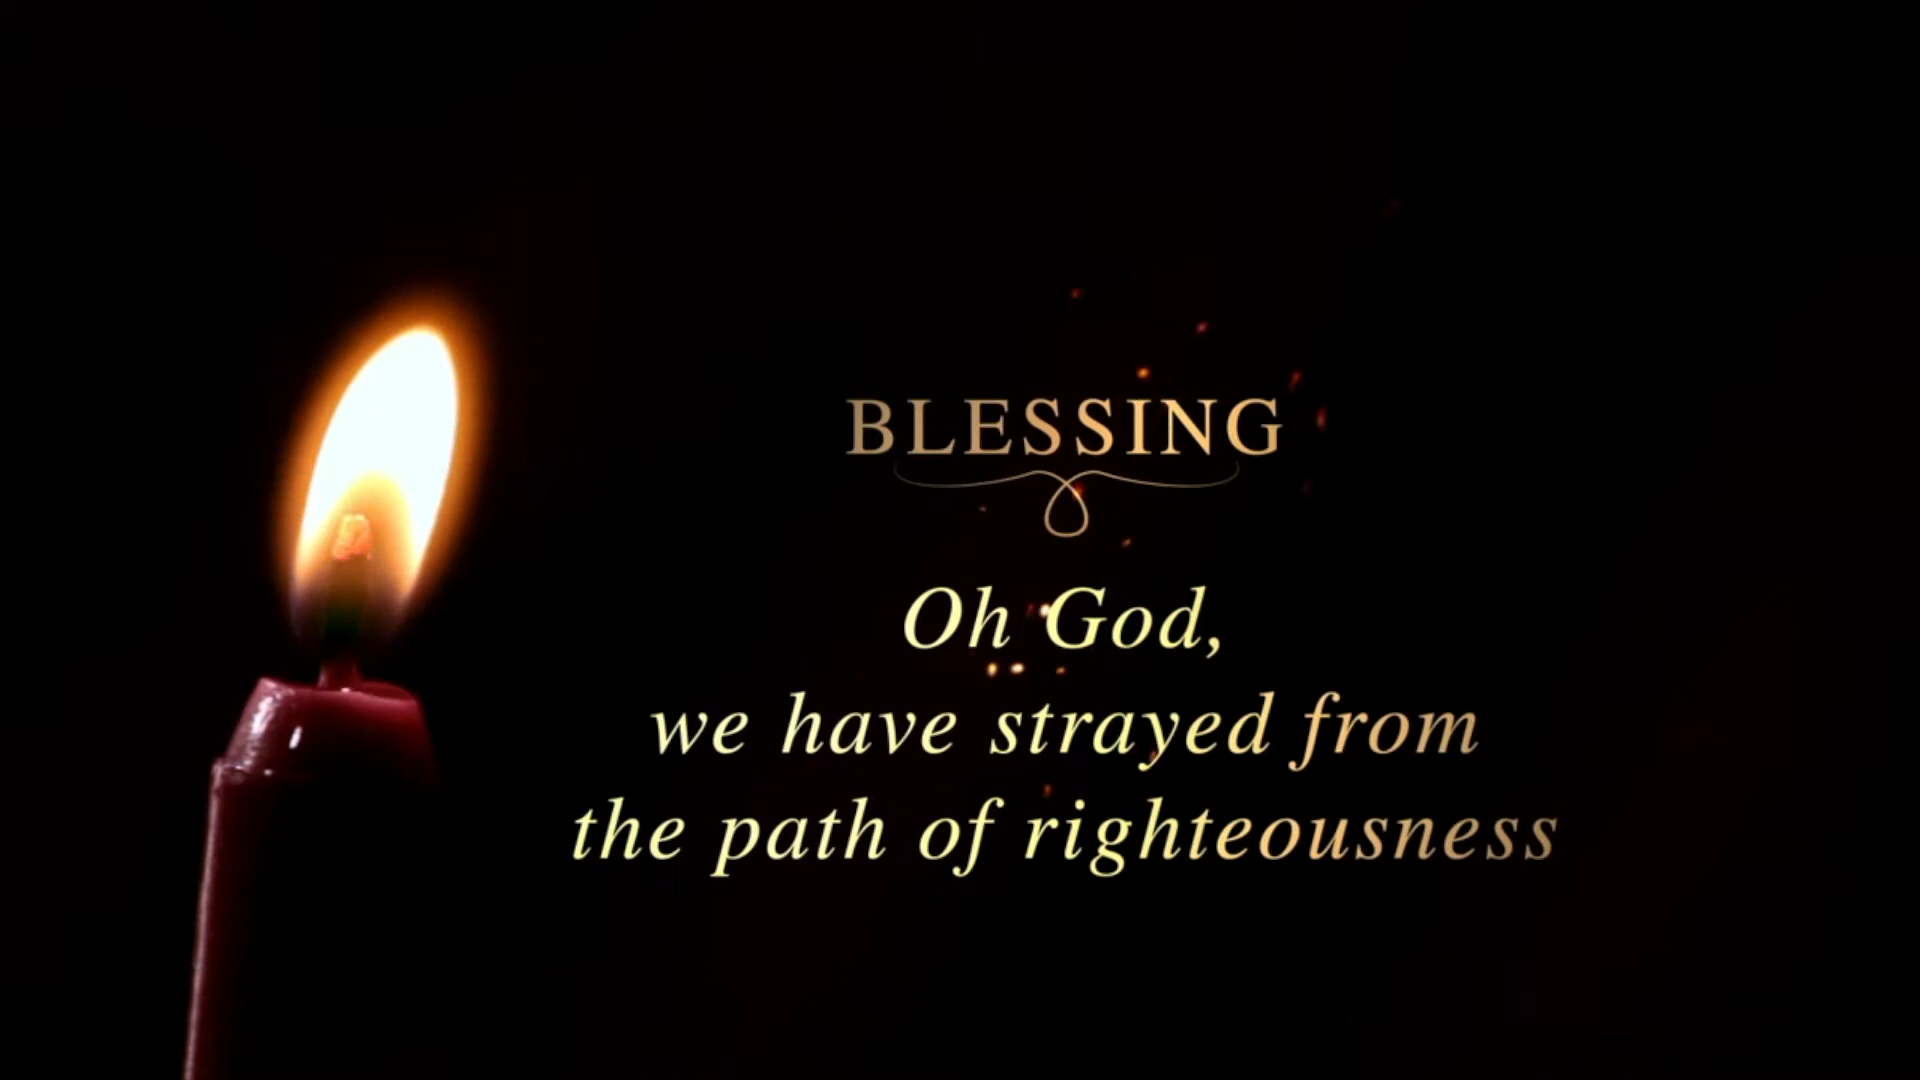 BLESSING
Oh God,
we have strayed from
the path of righteousness